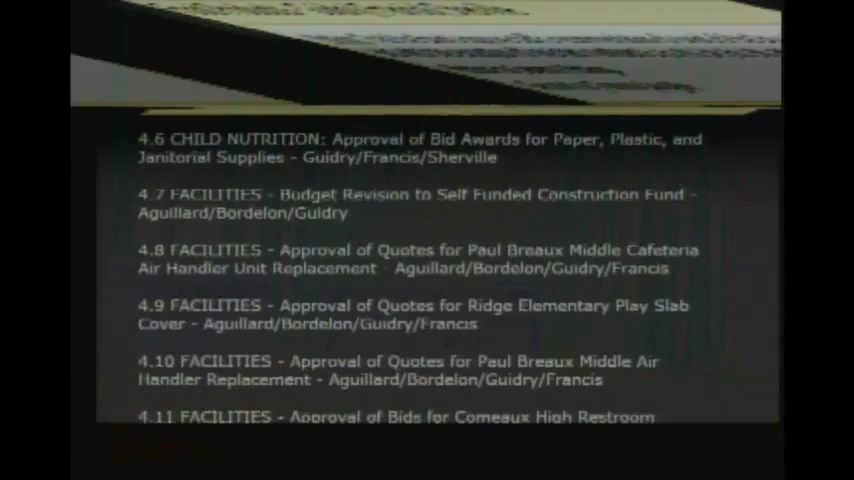 4.6 CHILD NUTRITION: Approval of Bid Awards for Paper, Plastic, and
Janitorial Supplies - Guidry/Francis/Sherville
4.7 FACILITIES - Budget Revision to Self Funded Construction Fund -
Aguillard/Bordelon/Guidry
4.8 FACILITIES - Approval of Quotes for Paul Breaux Middle Cafeteria
Air Handler Unit Replacement - Aguillard/Bordelon/Guidry/Francis
4.9 FACILITIES - Approval of Quotes for Ridge Elementary Play Slab
Cover - Aguillard/Bordelon/Guidry/Francis
4.10 FACILITIES - Approval of Quotes for Paul Breaux Middle Air
Handler Replacement - Aguillard/Bordelon/Guidry/Francis
4.11 FACILITIES - Approval of Bids for Comeaux High Restroom